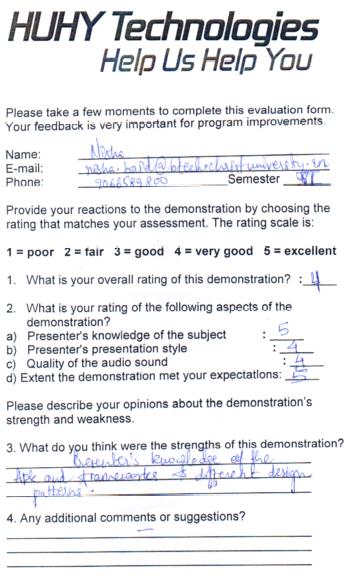 HUHY Technologies
Help Us Help You
Please take a few moments to complete this evaluation form.
Your feedback is very important for program improvements.
Name: Nisha
E-mail:
Phone: Semester
Provide your reactions to the demonstration by choosing the
rating that matches your assessment. The rating scale is:
1 = poor 2 = fair 3 = good 4 = very good 5 = excellent
1. What is your overall rating of this demonstration? : 4
2. What is your rating of the following aspects of the
demonstration?
a) Presenter's knowledge of the subject : 5
b) Presenter's presentation style : 4
c) Quality of the audio sound : 4
d) Extent the demonstration met your expectations: 5
Please describe your opinions about the demonstration's
strength and weakness.
3. What do you think were the strengths of this demonstration?
Presenter's knowledge of the
Apk and frameworks & different design
patterns.
4. Any additional comments or suggestions?
—